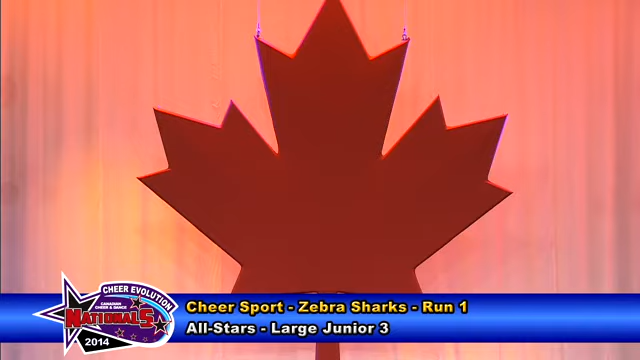 CHEER EVOLUTION
CANADIAN
CHEER & DANCE
NATIONALS
2014
Cheer Sport - Zebra Sharks - Run 1
All-Stars - Large Junior 3